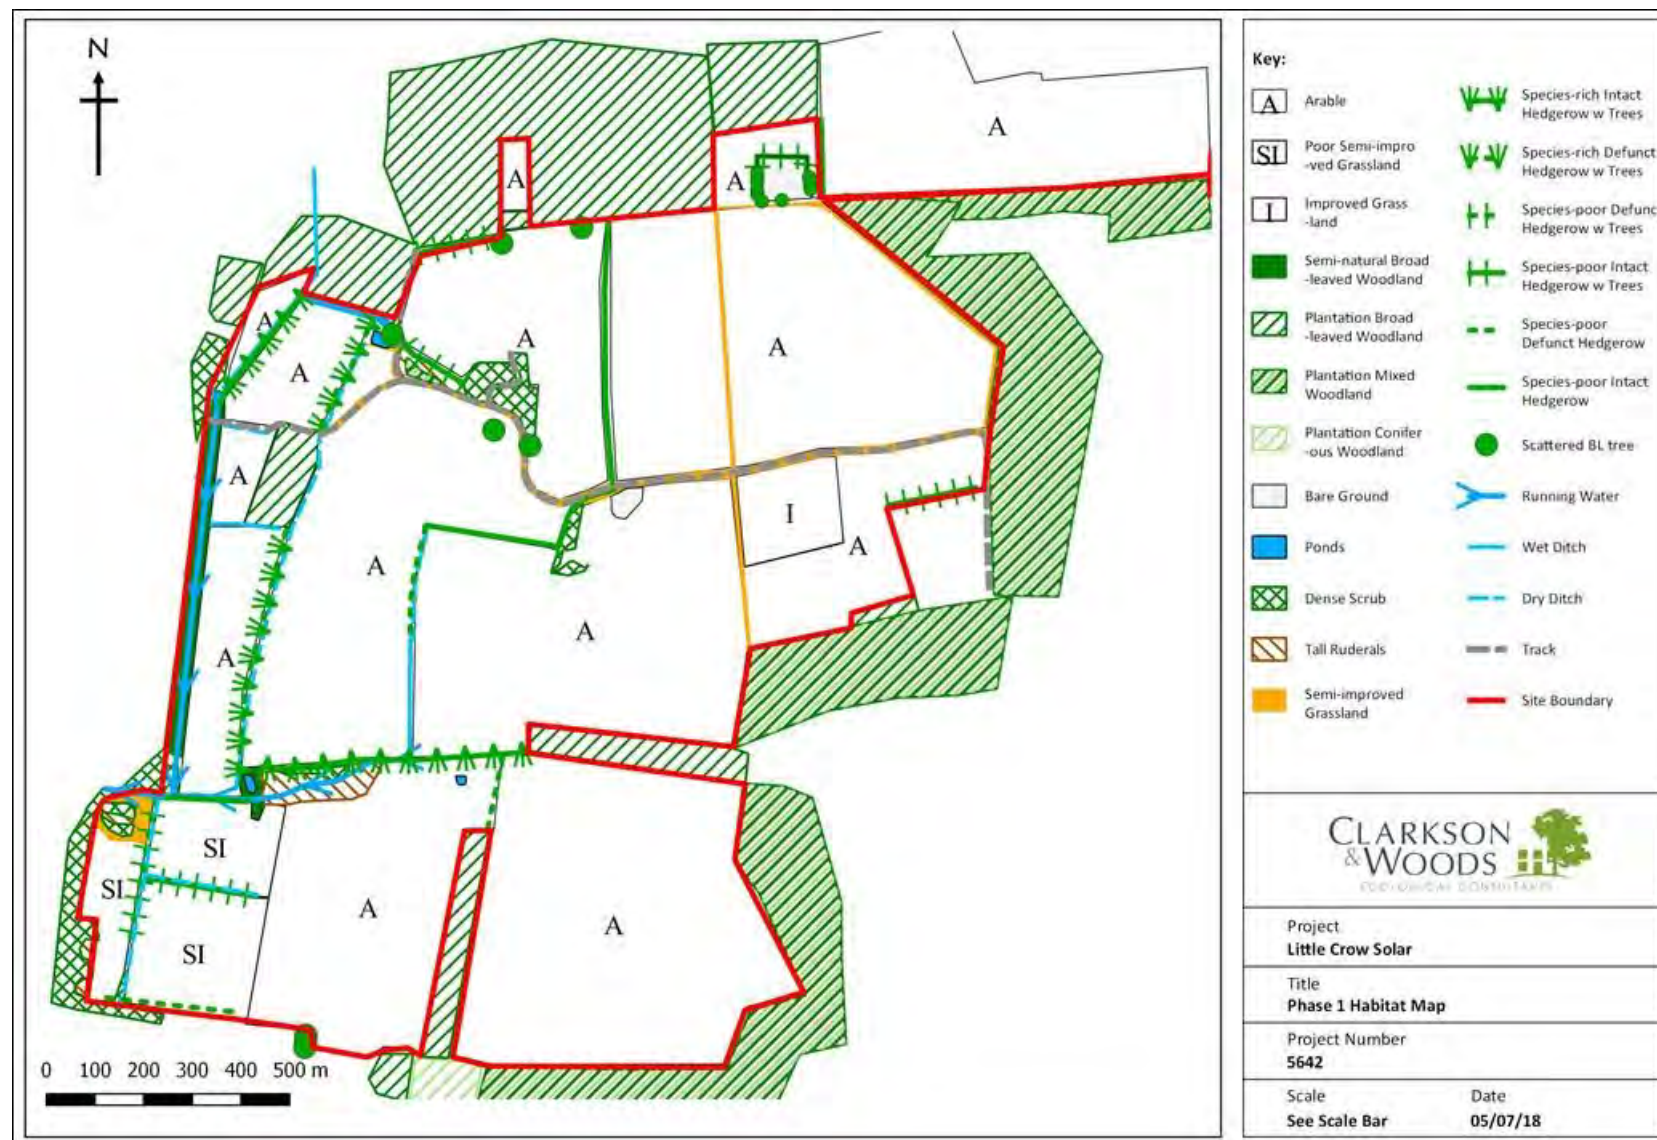 N
A
A
A
A
A
A
A
A
I
A
A
A
A
SI
SI
SI
A
A
0 100 200 300 400 500 m
Key:
A Arable
SI Poor Semi-impro
-ved Grassland
I Improved Grass
-land
Semi-natural Broad
-leaved Woodland
Plantation Broad
-leaved Woodland
Plantation Mixed
Woodland
Plantation Conifer
-ous Woodland
Bare Ground
Ponds
Dense Scrub
Tall Ruderals
Semi-improved
Grassland
Species-rich Intact
Hedgerow w Trees
Species-rich Defunct
Hedgerow w Trees
Species-poor Defunc
Hedgerow w Trees
Species-poor Intact
Hedgerow w Trees
Species-poor
Defunct Hedgerow
Species-poor Intact
Hedgerow
Scattered BL tree
Running Water
Wet Ditch
Dry Ditch
Track
Site Boundary
CLARKSON
&WOODS
ECOLOGICAL CONSULTANTS
Project
Little Crow Solar
Title
Phase 1 Habitat Map
Project Number
5642
Scale Date
See Scale Bar 05/07/18